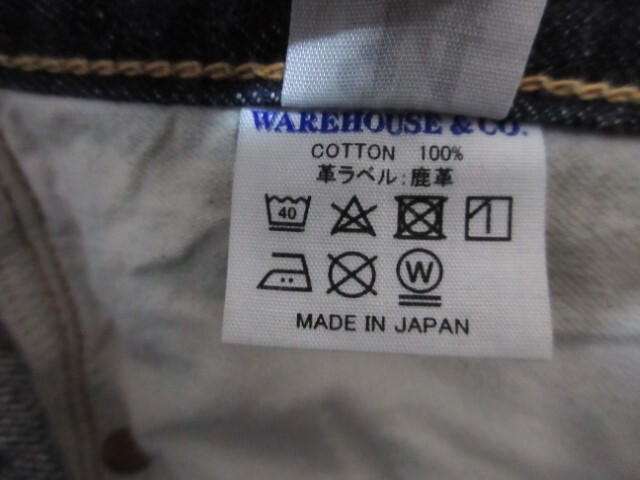 WAREHOUSE & CO.
COTTON 100%
革ラベル:鹿革
40
W
MADE IN JAPAN